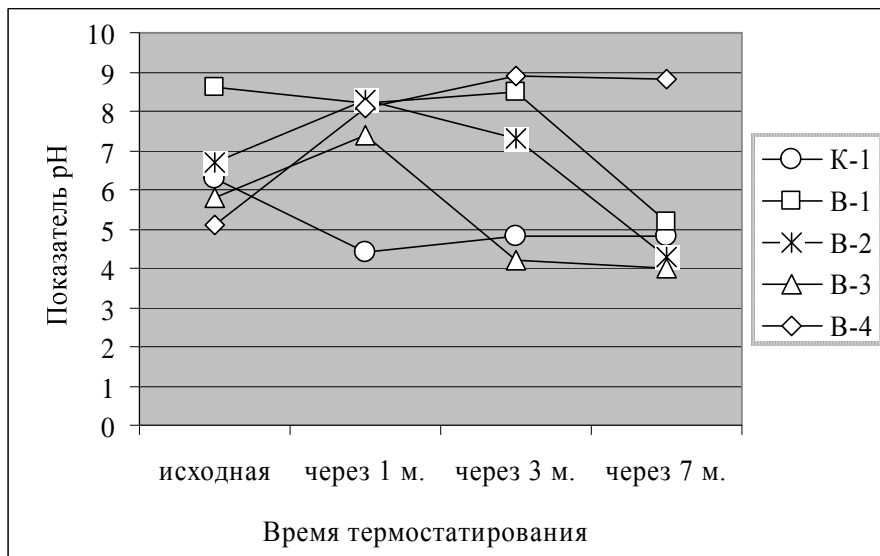 10
9
8
7
6
5
4
3
2
1
0
Показатель pH
исходная через 1 м. через 3 м. через 7 м.
Время термостатирования
К-1
В-1
В-2
В-3
В-4